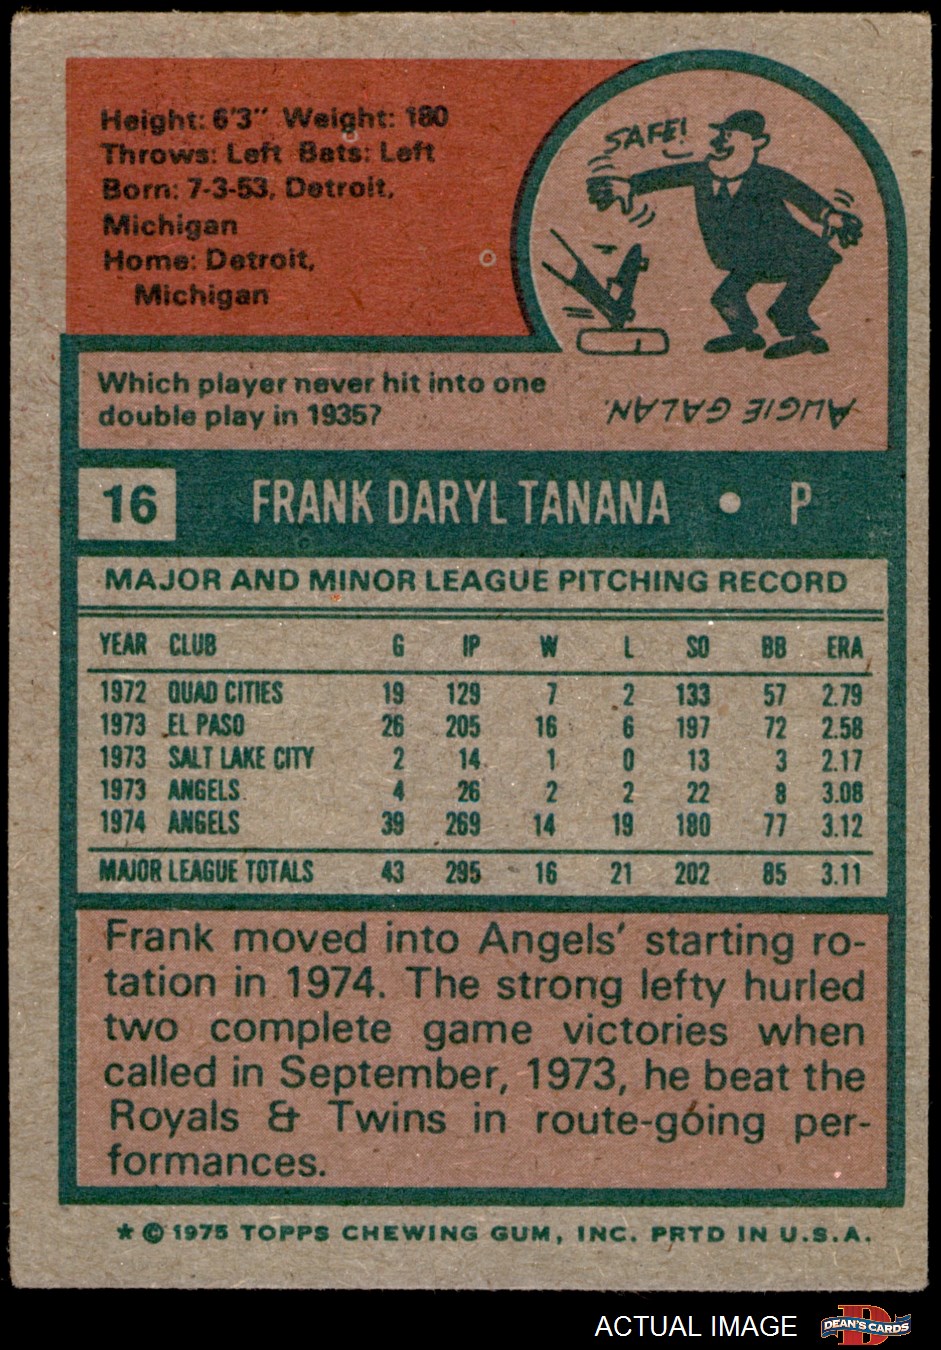 Height: 6'3" Weight: 180
Throws: Left Bats: Left
Born: 7-3-53, Detroit,
Michigan
Home: Detroit,
Michigan
SAFE!
Which player never hit into one
double play in 1935?
AUGIE GALAN.
16 FRANK DARYL TANANA • P
MAJOR AND MINOR LEAGUE PITCHING RECORD
YEAR CLUB G IP W L SO BB ERA
1972 QUAD CITIES 19 129 7 2 133 57 2.79
1973 EL PASO 26 205 16 6 197 72 2.58
1973 SALT LAKE CITY 2 14 1 0 13 3 2.17
1973 ANGELS 4 26 2 2 22 8 3.08
1974 ANGELS 39 269 14 19 180 77 3.12
MAJOR LEAGUE TOTALS 43 295 16 21 202 85 3.11
Frank moved into Angels' starting ro-
tation in 1974. The strong lefty hurled
two complete game victories when
called in September, 1973, he beat the
Royals & Twins in route-going per-
formances.
* © 1975 TOPPS CHEWING GUM, INC. PRTD IN U.S.A.
ACTUAL IMAGE D DEAN'S CARDS